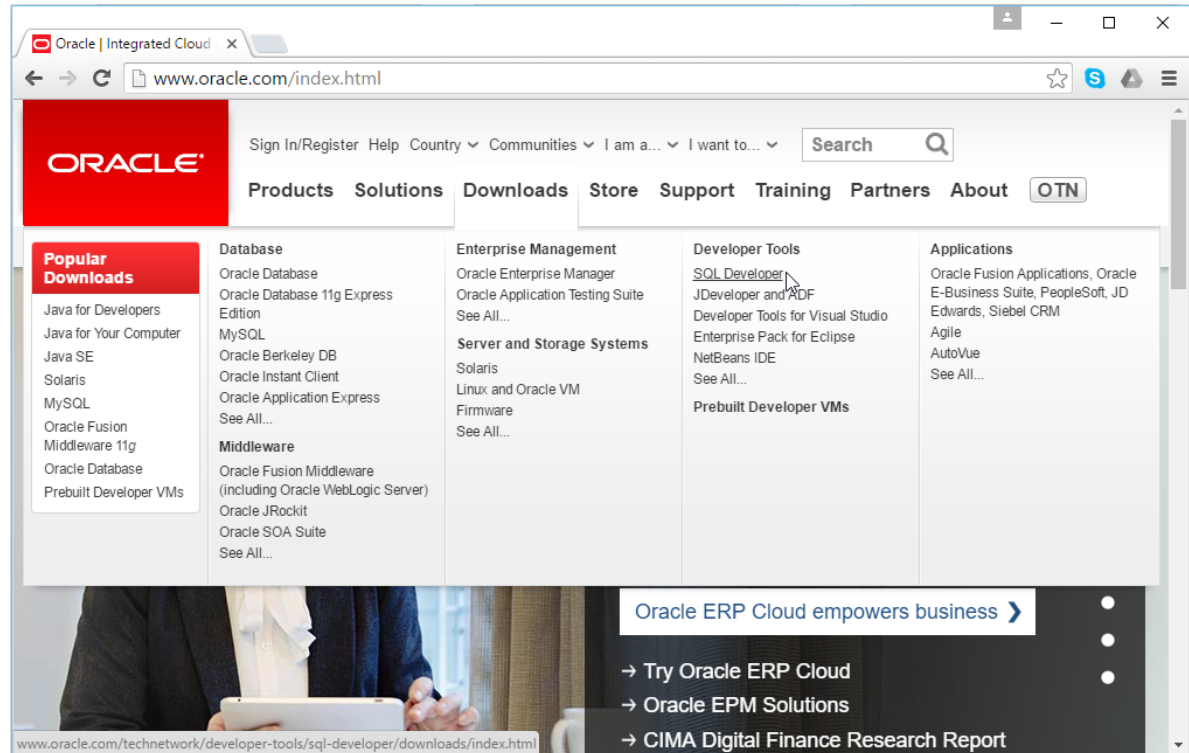 Oracle | Integrated Cloud
www.oracle.com/index.html
ORACLE®
Sign In/Register Help Country Communities I am a... I want to... Search
Products Solutions Downloads Store Support Training Partners About OTN
Popular
Downloads
Java for Developers
Java for Your Computer
Java SE
Solaris
MySQL
Oracle Fusion
Middleware 11g
Oracle Database
Prebuilt Developer VMs
Database
Oracle Database
Oracle Database 11g Express
Edition
MySQL
Oracle Berkeley DB
Oracle Instant Client
Oracle Application Express
See All...
Middleware
Oracle Fusion Middleware
(including Oracle WebLogic Server)
Oracle JRockit
Oracle SOA Suite
See All...
Enterprise Management
Oracle Enterprise Manager
Oracle Application Testing Suite
See All...
Server and Storage Systems
Solaris
Linux and Oracle VM
Firmware
See All...
Developer Tools
SQL Developer
JDeveloper and ADF
Developer Tools for Visual Studio
Enterprise Pack for Eclipse
NetBeans IDE
See All...
Prebuilt Developer VMs
Applications
Oracle Fusion Applications, Oracle
E-Business Suite, PeopleSoft, JD
Edwards, Siebel CRM
Agile
AutoVue
See All...
Oracle ERP Cloud empowers business ❯
→ Try Oracle ERP Cloud
→ Oracle EPM Solutions
→ CIMA Digital Finance Research Report
www.oracle.com/technetwork/developer-tools/sql-developer/downloads/index.html